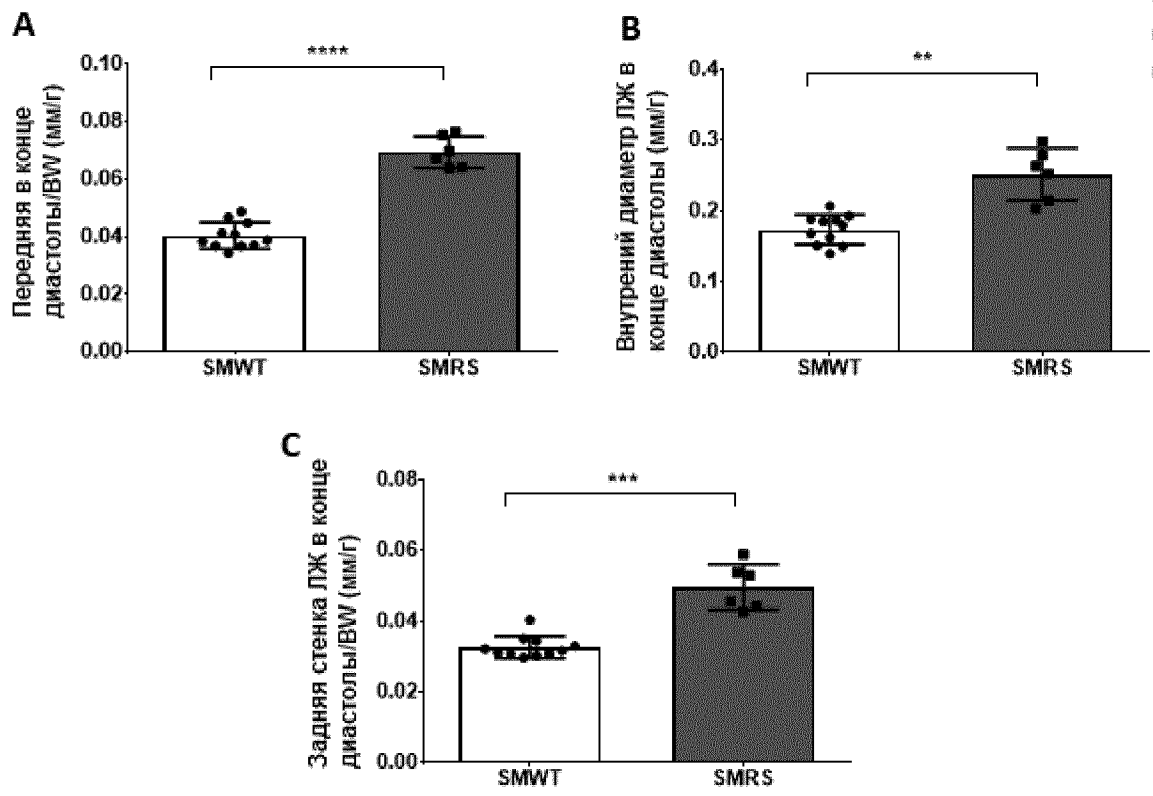 A
Передняя в конце
диастолы/BW (мм/г)
0.10
0.08
0.06
0.04
0.02
0.00
****
SMWT
SMRS
B
Внутрений диаметр ЛЖ в
конце диастолы (мм/г)
0.4
0.3
0.2
0.1
0.0
**
SMWT
SMRS
C
Задняя стенка ЛЖ в конце
диастолы/BW (мм/г)
0.08
0.06
0.04
0.02
0.00
***
SMWT
SMRS